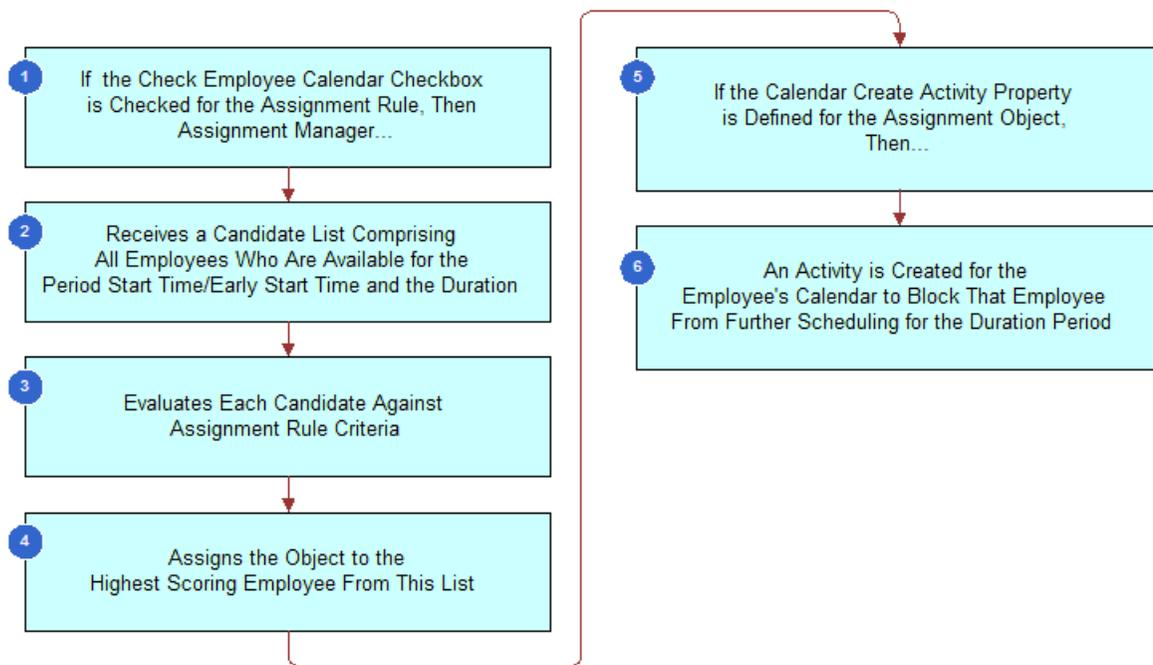 1
If the Check Employee Calendar Checkbox
is Checked for the Assignment Rule, Then
Assignment Manager...
2
Receives a Candidate List Comprising
All Employees Who Are Available for the
Period Start Time/Early Start Time and the Duration
3
Evaluates Each Candidate Against
Assignment Rule Criteria
4
Assigns the Object to the
Highest Scoring Employee From This List
5
If the Calendar Create Activity Property
is Defined for the Assignment Object,
Then...
6
An Activity is Created for the
Employee's Calendar to Block That Employee
From Further Scheduling for the Duration Period